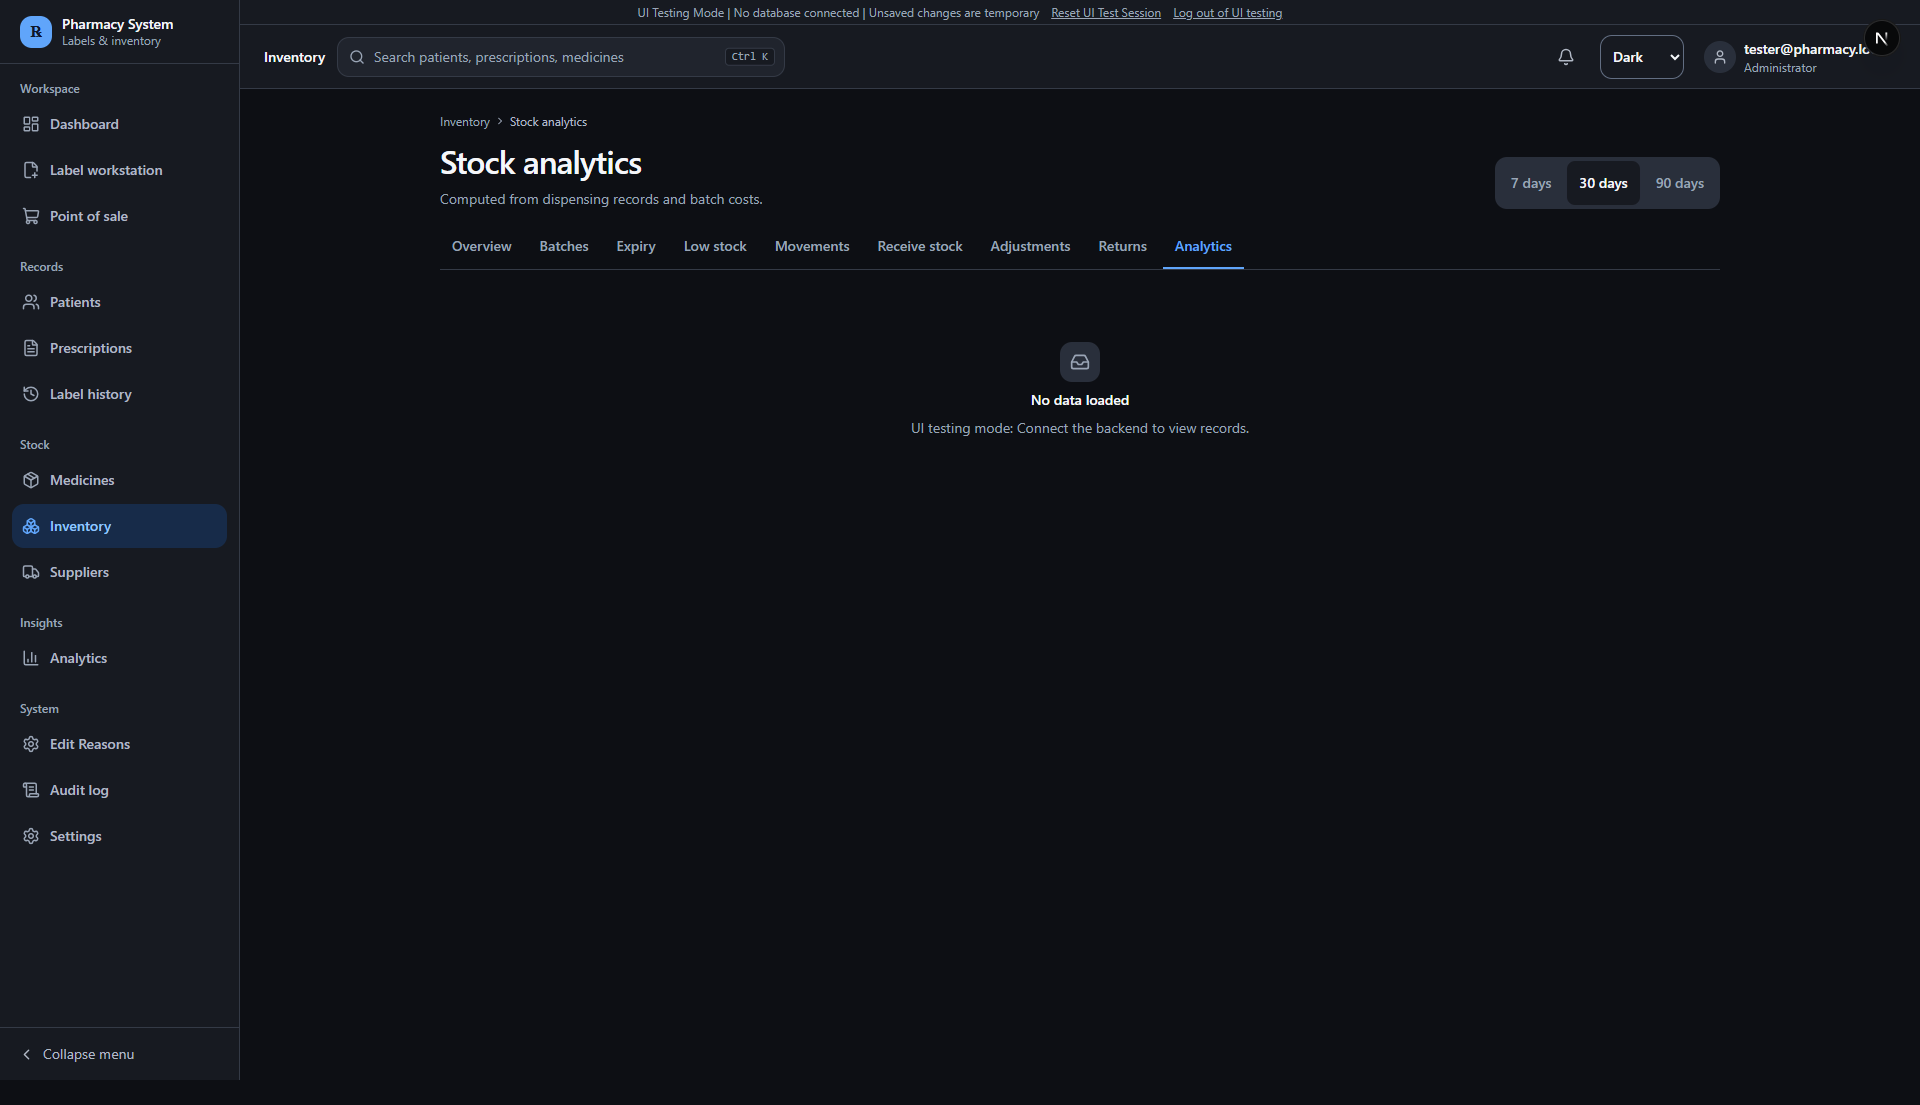 UI Testing Mode | No database connected | Unsaved changes are temporary Reset UI Test Session Log out of UI testing
R
Pharmacy System
Labels & inventory
Inventory
Search patients, prescriptions, medicines
Ctrl K
Dark
tester@pharmacy.lo
Administrator
N
Workspace
Dashboard
Label workstation
Point of sale
Records
Patients
Prescriptions
Label history
Stock
Medicines
Inventory
Suppliers
Insights
Analytics
System
Edit Reasons
Audit log
Settings
Collapse menu
Inventory > Stock analytics
Stock analytics
Computed from dispensing records and batch costs.
7 days 30 days 90 days
Overview Batches Expiry Low stock Movements Receive stock Adjustments Returns Analytics
No data loaded
UI testing mode: Connect the backend to view records.